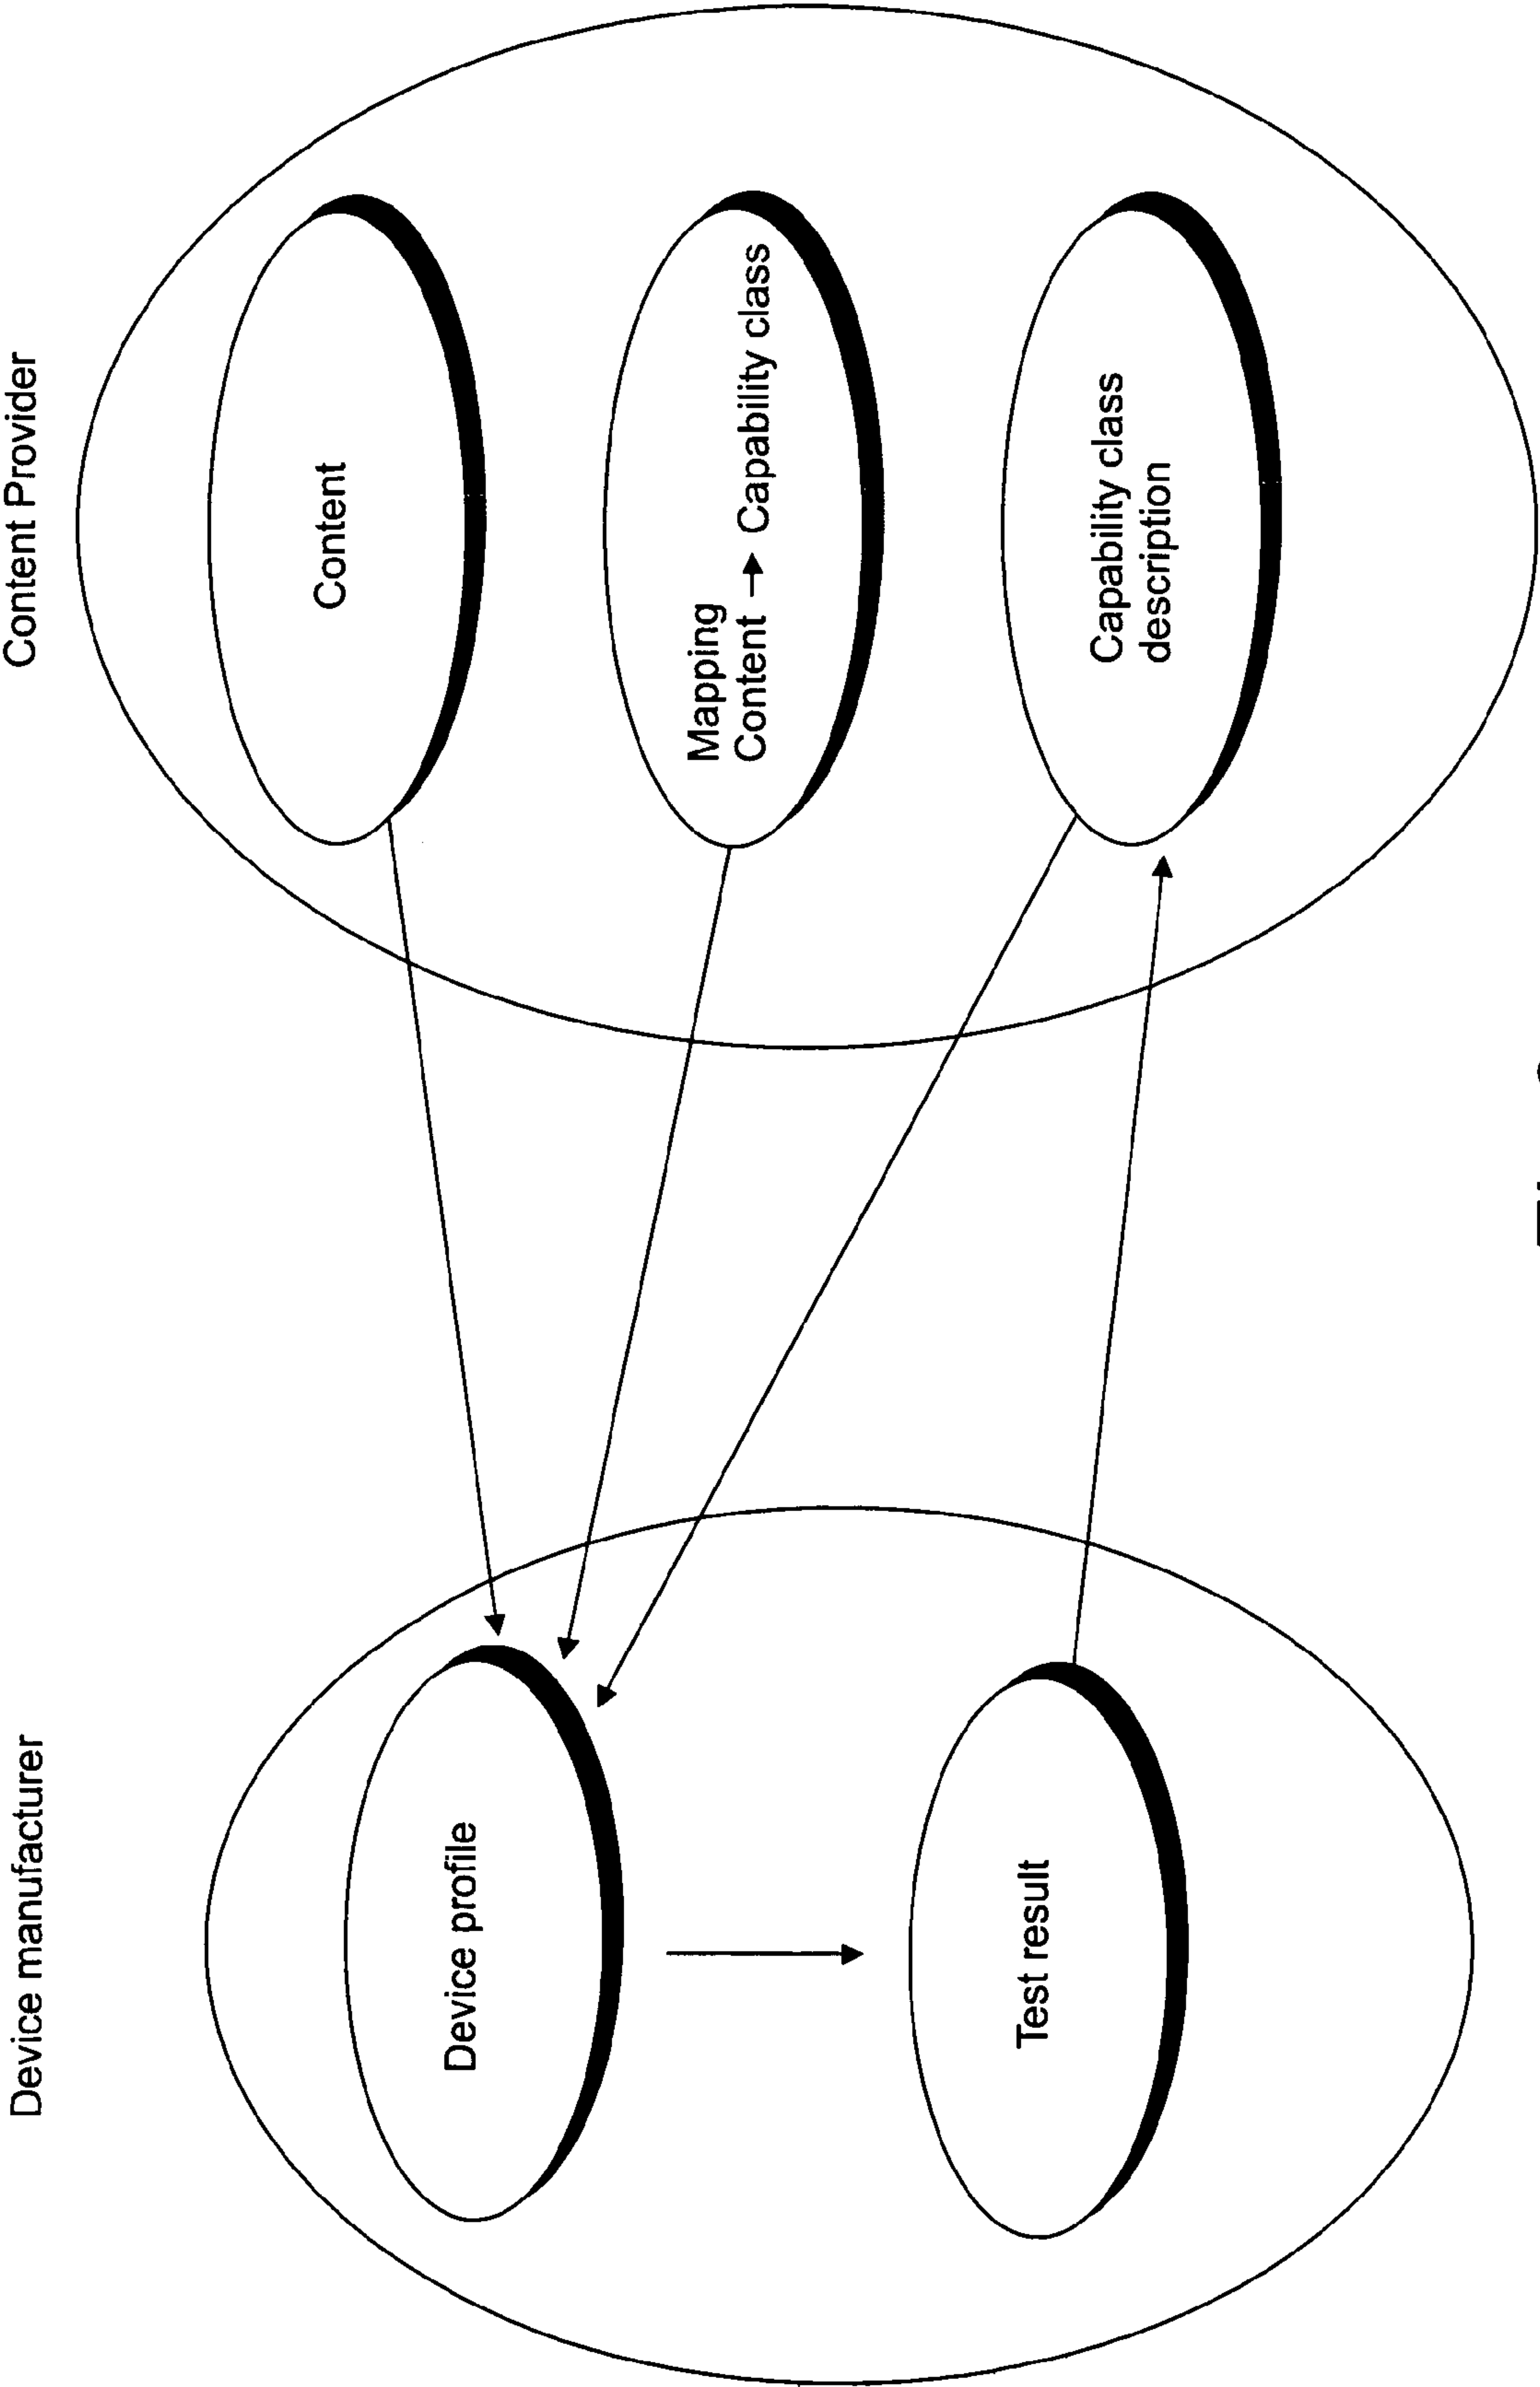 Device manufacturer
Device profile
Test result
Content Provider
Content
Mapping
Content → Capability class
Capability class
description